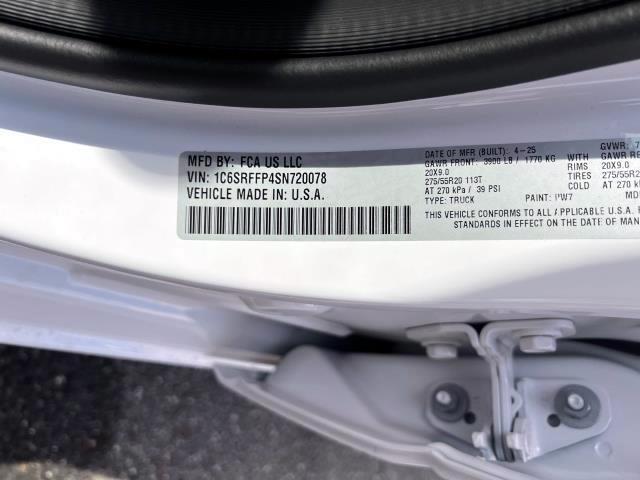 MFD BY: FCA US LLC
VIN: 1C6SRFFP4SN720078
VEHICLE MADE IN: U.S.A.
DATE OF MFR (BUILT): 4-25 GVWR: 7
GAWR FRONT: 3900 LB / 1770 KG WITH GAWR RE
20X9.0 RIMS 20X9.0
275/55R20 113T TIRES 275/55R2
AT 270 kPa / 39 PSI COLD AT 270
TYPE: TRUCK PAINT: PW7 MD
THIS VEHICLE CONFORMS TO ALL APPLICABLE U.S.A.
STANDARDS IN EFFECT ON THE DATE OF MAN